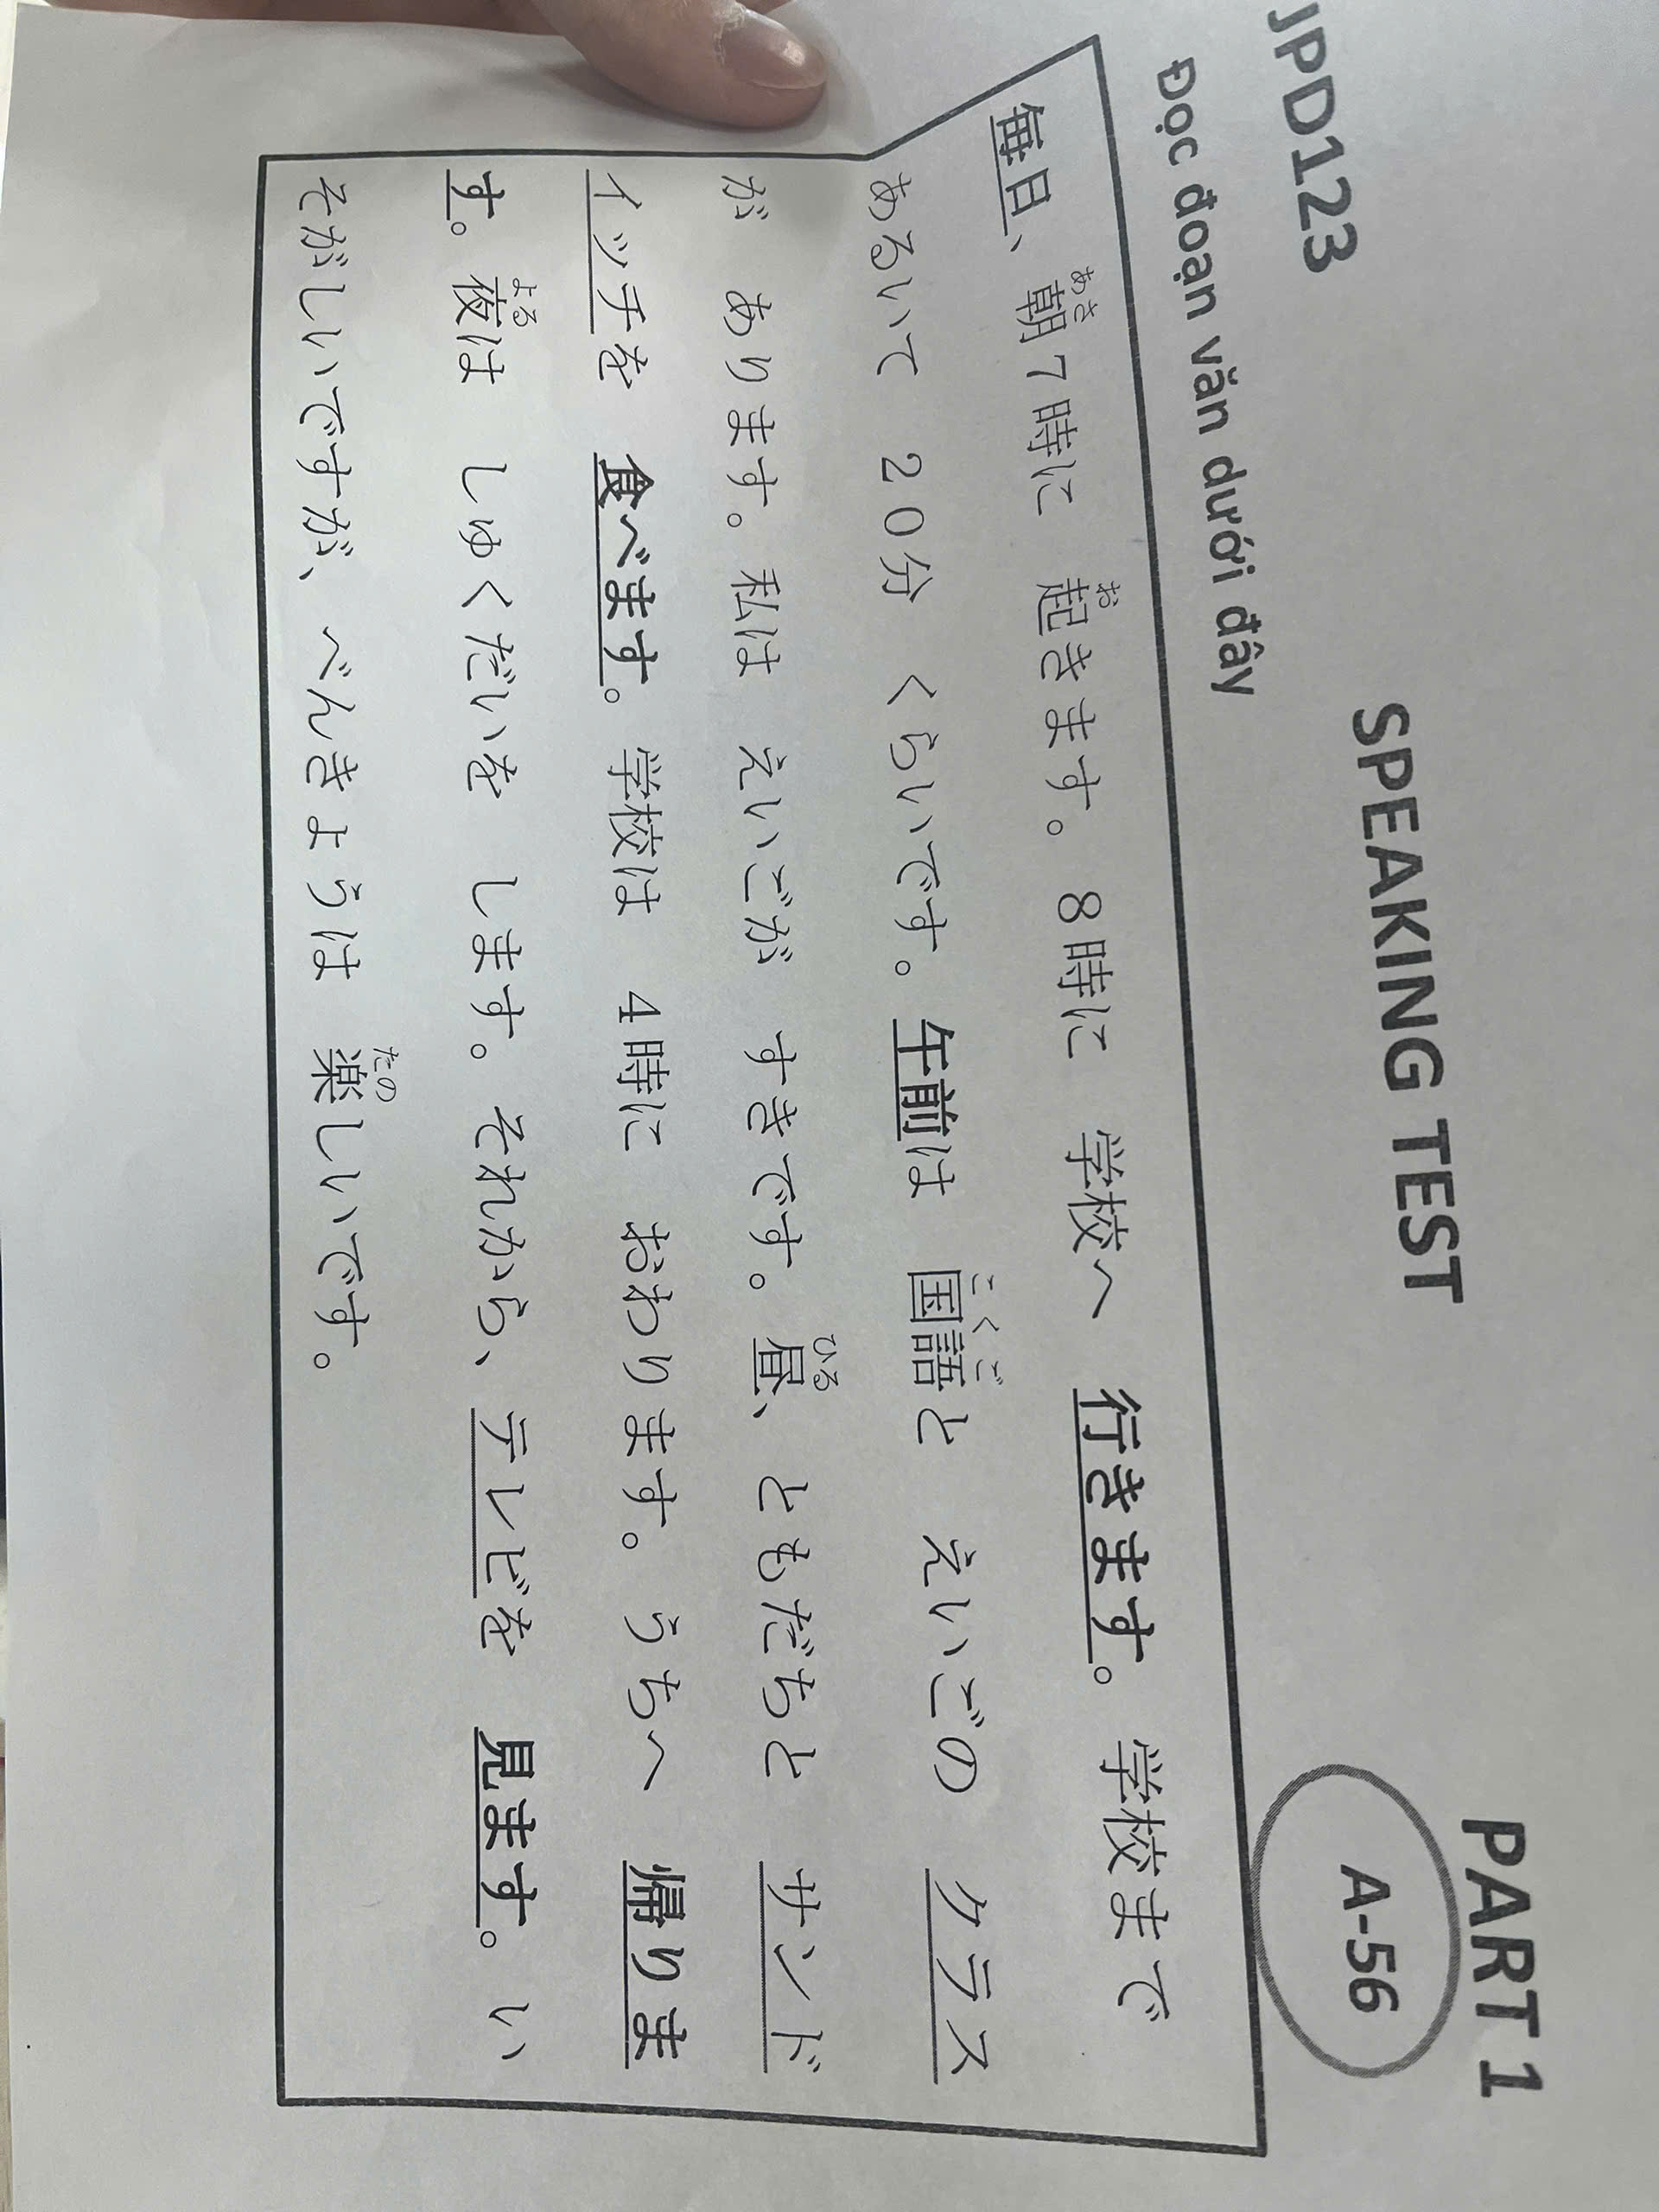 PART 1
SPEAKING TEST
A-56
JPD123
Đọc đoạn văn dưới đây
あさ お
毎日、朝７時に　起きます。８時に　学校へ　行きます。学校まで
こくご
あるいて　２０分　くらいです。午前は　国語と　えいごの　クラス
ひる
が　あります。私は　えいごが　すきです。昼、ともだちと　サンド
イッチを　食べます。学校は　４時に　おわります。うちへ　帰りま
よる
す。夜は　しゅくだいを　します。それから、テレビを　見ます。い
たの
そがしいですが、べんきょうは　楽しいです。